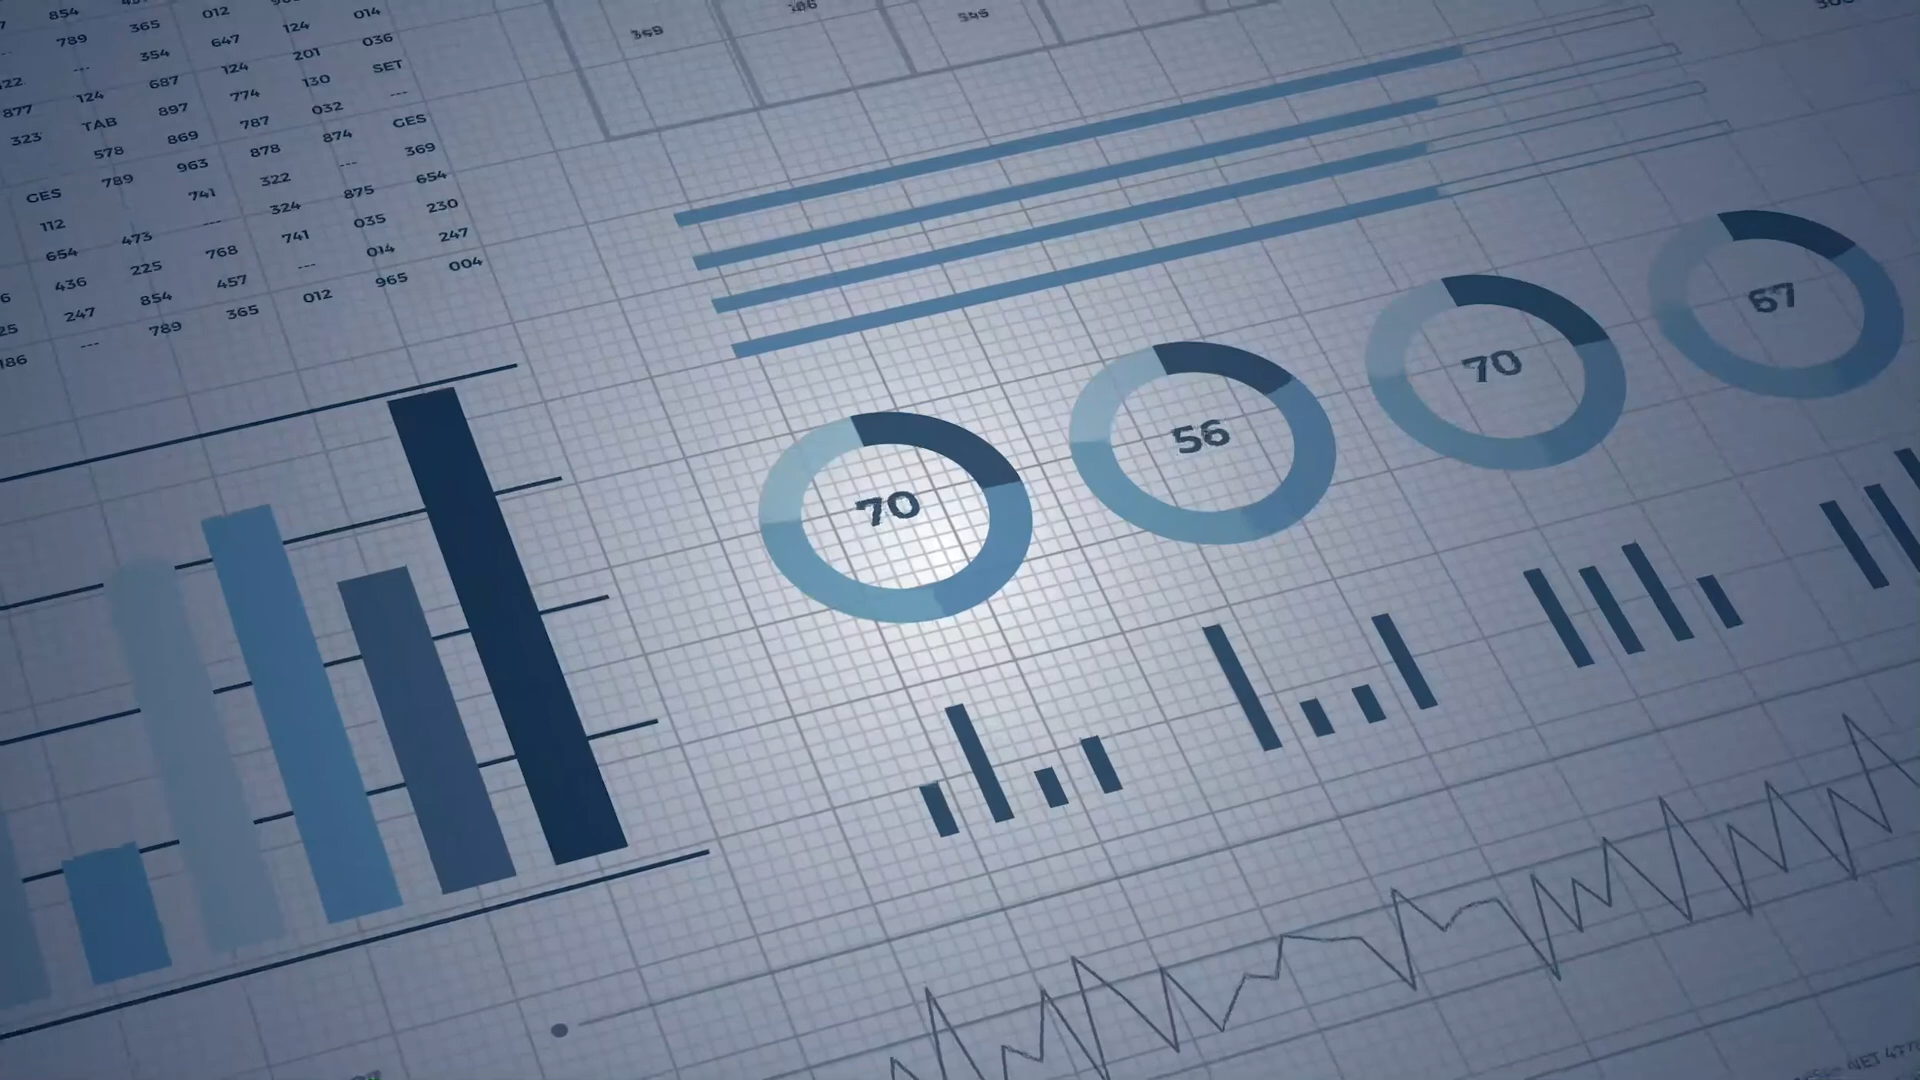 854
789 365 012
--- 354 647 124 014
877 124 687 124 201 036
323 TAB 897 774 130 SET
578 869 787 032 ---
GES 789 963 878 874 GES
112 741 322 --- 369
654 473 --- 324 875 654
436 225 768 741 035 230
247 854 457 --- 014 247
186 --- 789 365 012 965 004
70
56
70
67